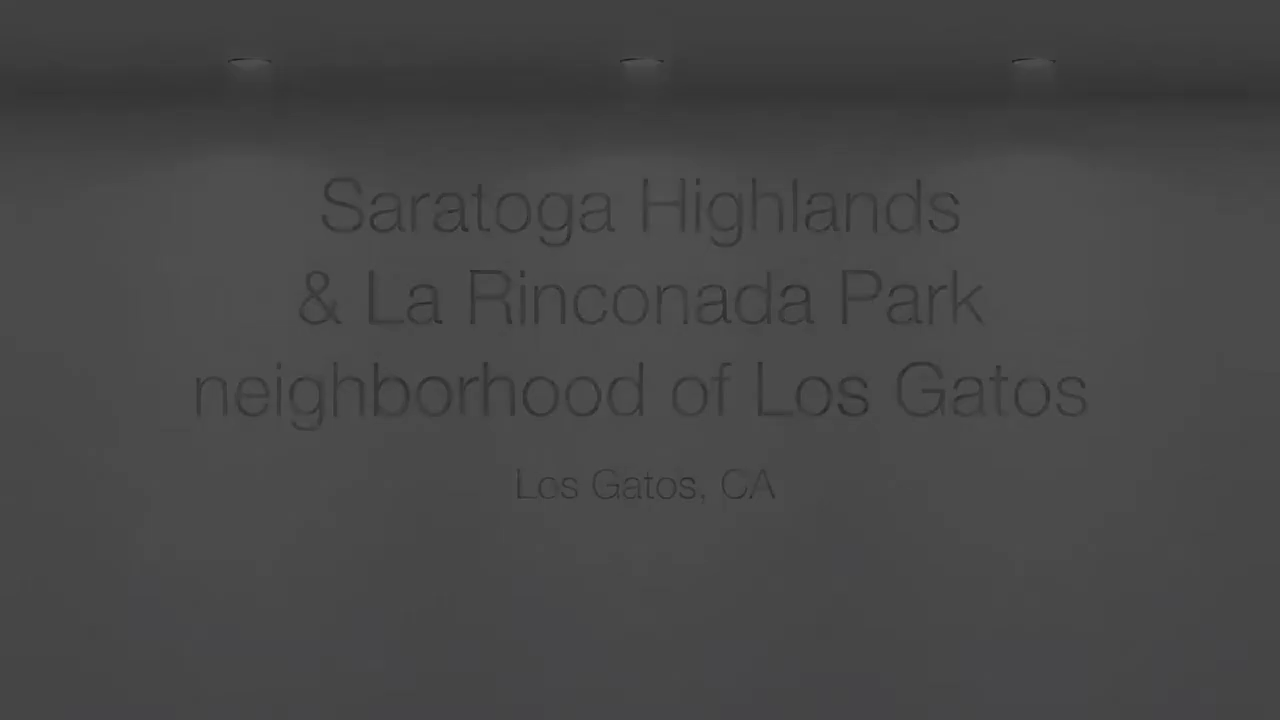 Saratoga Highlands
& La Rinconada Park
neighborhood of Los Gatos
Los Gatos, CA